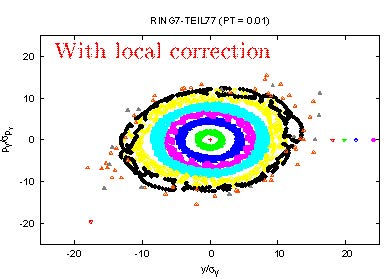 RING7-TEIL77 (PT = 0.01)
With local correction
20
10
0
-10
-20
py/σpy
-20
-10
0
10
20
y/σy